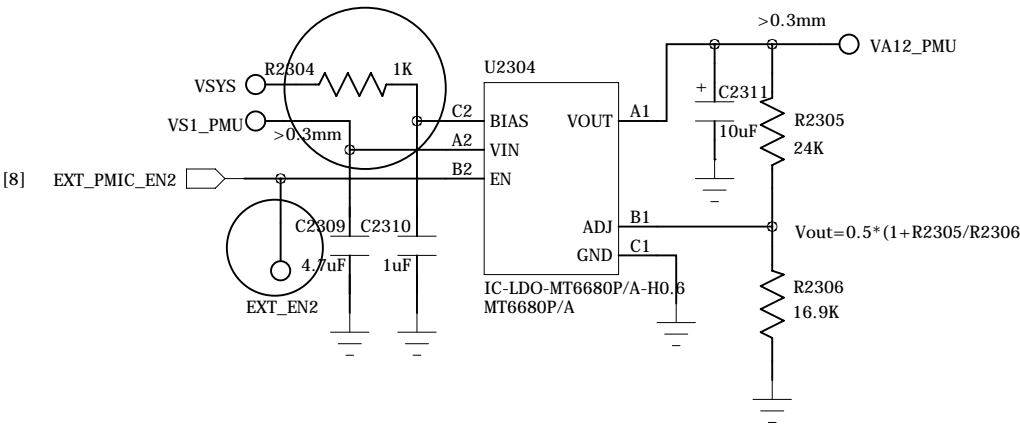 >0.3mm
VA12_PMU
U2304
R2304 1K
VSYS
+ C2311
10uF
C2 BIAS VOUT A1
VS1_PMU
>0.3mm
A2 VIN
R2305
24K
B2 EN
[8] EXT_PMIC_EN2
C2309 C2310
ADJ B1
Vout=0.5*(1+R2305/R2306
GND C1
4.7uF 1uF
IC-LDO-MT6680P/A-H0.6
MT6680P/A
R2306
16.9K
EXT_EN2